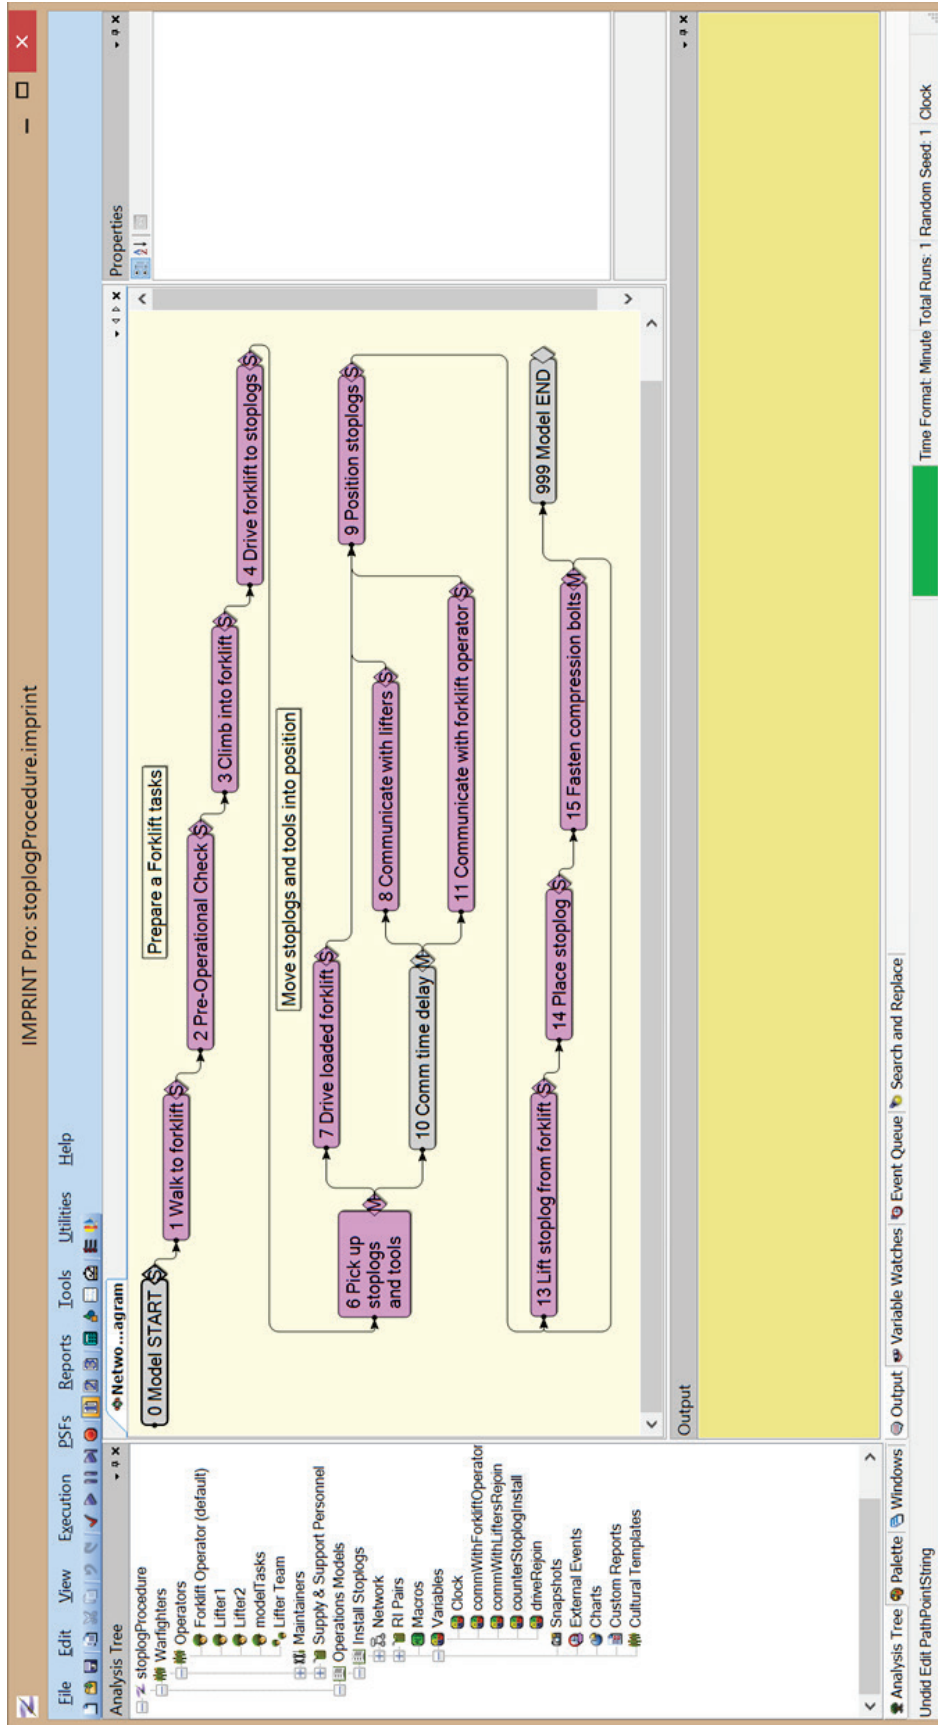 IMPRINT Pro: stoplogProcedure.imprint
File Edit View Execution PSFs Reports Tools Utilities Help
Analysis Tree
stoplogProcedure
Warfighters
Operators
Forklift Operator (default)
Lifter1
Lifter2
modelTasks
Lifter Team
Maintainers
Supply & Support Personnel
Operations Models
Install Stoplogs
Network
RI Pairs
Macros
Variables
Clock
commWithForkliftOperator
commWithLiftersRejoin
counterStoplogInstall
driveRejoin
Snapshots
External Events
Charts
Custom Reports
Cultural Templates
Analysis Tree Palette Windows
Netwo...agram
Prepare a Forklift tasks
0 Model START S
1 Walk to forklift S
2 Pre-Operational Check S
3 Climb into forklift S
4 Drive forklift to stoplogs S
Move stoplogs and tools into position
6 Pick up
stoplogs
and tools
M
7 Drive loaded forklift S
8 Communicate with lifters S
9 Position stoplogs S
10 Comm time delay M
11 Communicate with forklift operator S
13 Lift stoplog from forklift S
14 Place stoplog S
15 Fasten compression bolts M
999 Model END
Properties
Output
Output Variable Watches Event Queue Search and Replace
Undid Edit PathPointString
Time Format: Minute Total Runs: 1 Random Seed: 1 Clock